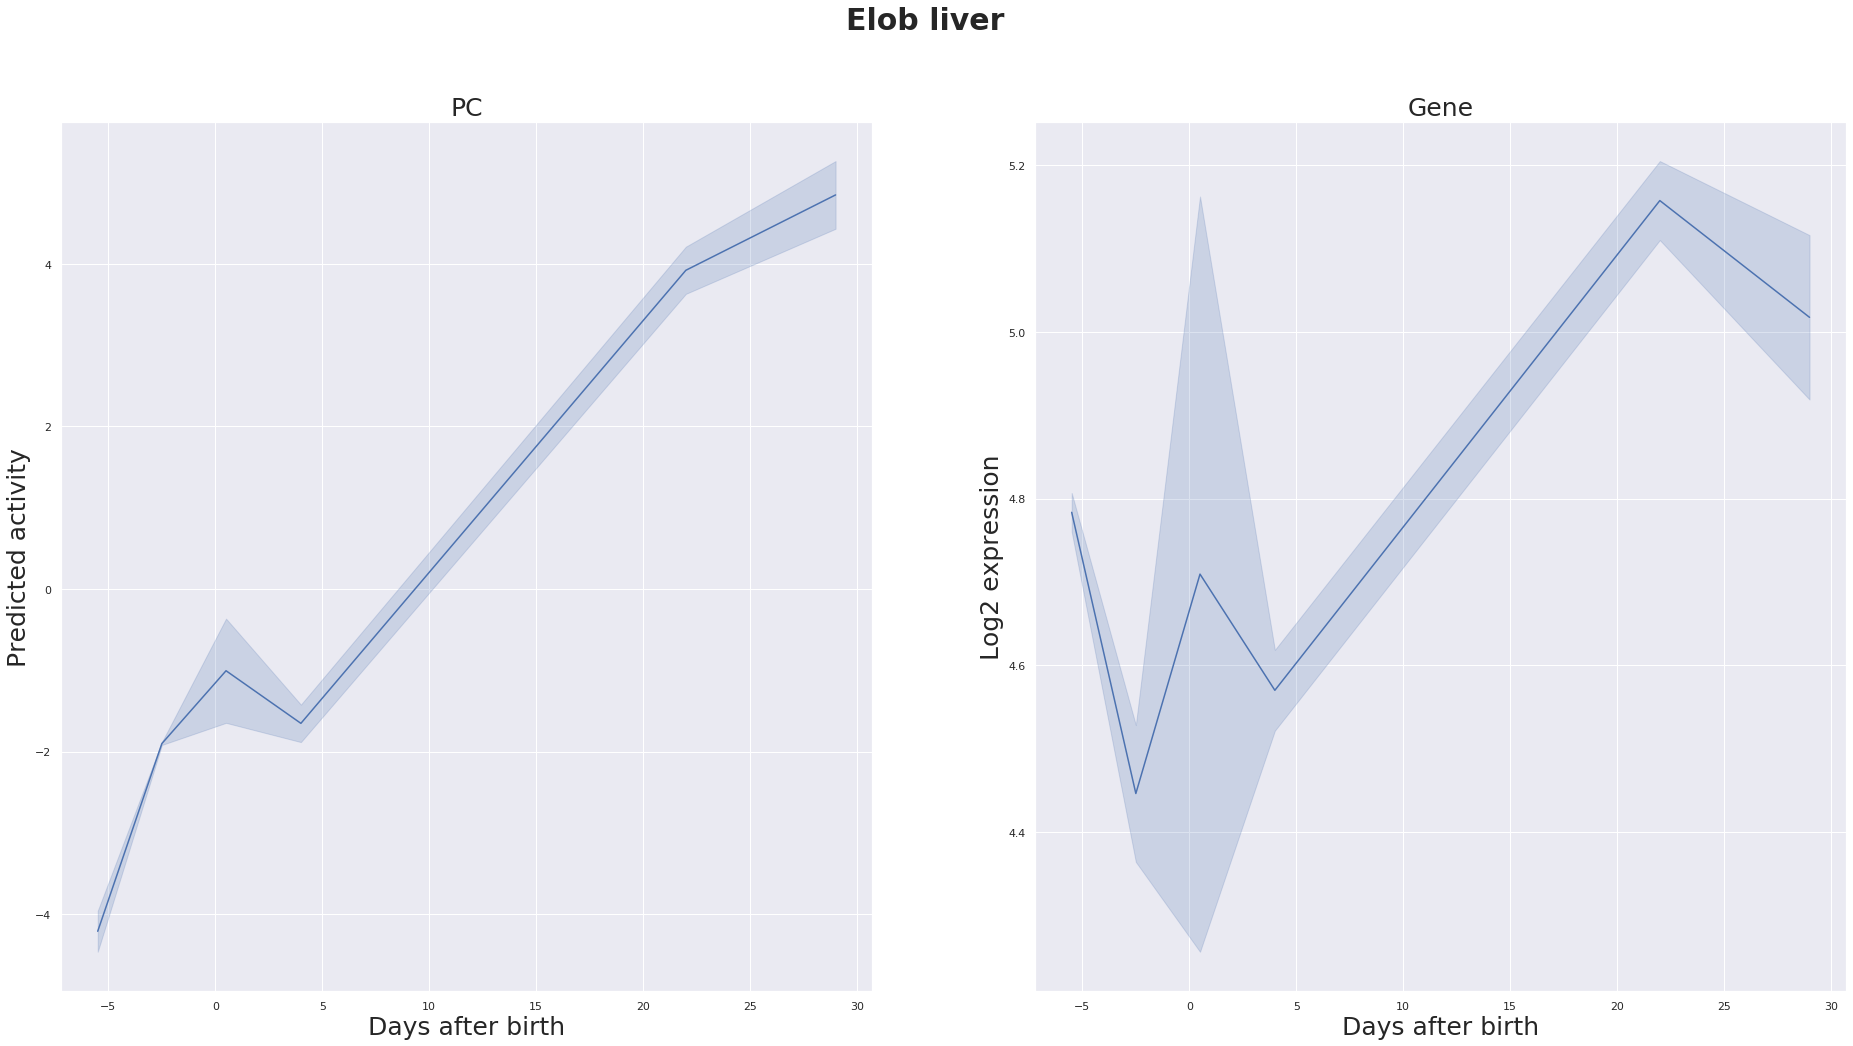 Elob liver
PC
Predicted activity
4
2
0
−2
−4
−5 0 5 10 15 20 25 30
Days after birth
Gene
Log2 expression
5.2
5.0
4.8
4.6
4.4
−5 0 5 10 15 20 25 30
Days after birth